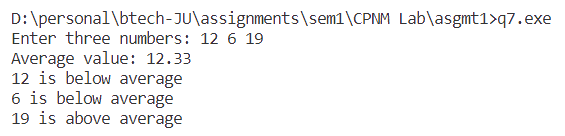 D:\personal\btech-JU\assignments\sem1\CPNM Lab\asgmt1>q7.exe
Enter three numbers: 12 6 19
Average value: 12.33
12 is below average
6 is below average
19 is above average